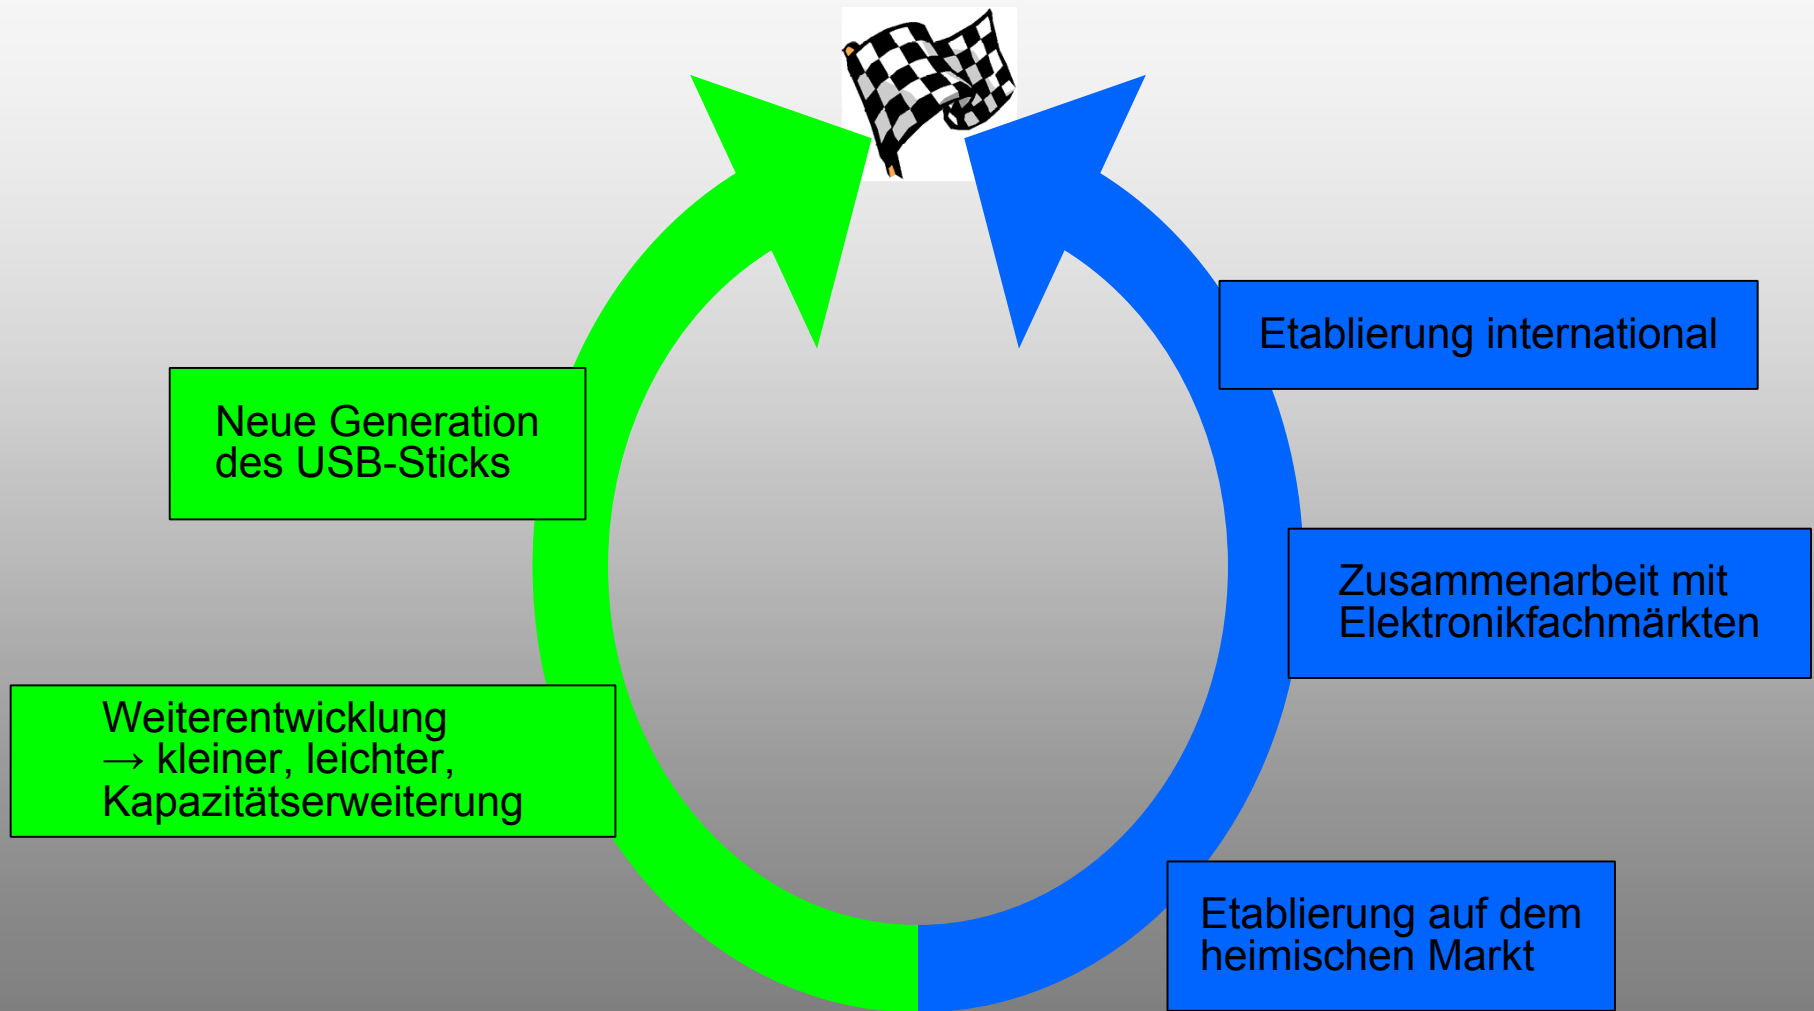 Etablierung international
Neue Generation
des USB-Sticks
Zusammenarbeit mit
Elektronikfachmärkten
Weiterentwicklung
→ kleiner, leichter,
Kapazitätserweiterung
Etablierung auf dem
heimischen Markt